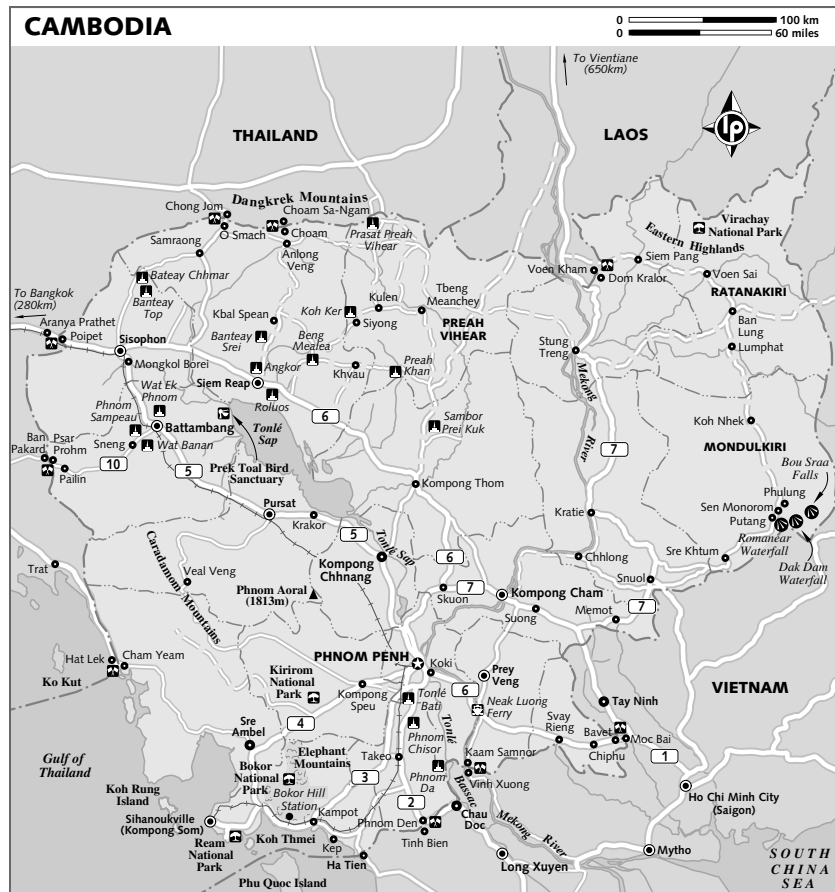 CAMBODIA
0 100 km
0 60 miles
To Vientiane
(650km)
THAILAND
LAOS
lp
Dangkrek Mountains
Chong Jom
Choam Sa-Ngam
O Smach
Choam
Prasat Preah
Vihear
Virachay
National Park
Eastern Highlands
Samraong
Anlong
Veng
Siem Pang
Voen Kham
Dom Kralor
Voen Sai
Bateay Chhmar
Banteay
Top
To Bangkok
(280km)
Kbal Spean
Koh Ker
Kulen
Tbeng
Meanchey
RATANAKIRI
Siyong
PREAH
VIHEAR
Ban
Lung
Aranya Prathet
Poipet
Sisophon
Banteay
Srei
Beng
Mealea
Stung
Treng
Lumphat
Mongkol Borei
Angkor
Khvau
Preah
Khan
Wat Ek
Phnom
Siem Reap
Roluos
6
Mekong
River
Phnom
Sampeau
Battambang
Tonlé
Sap
Sambor
Prei Kuk
Koh Nhek
7
MONDULKIRI
Ban
Pakard
Psar
Prohm
Sneng
Wat Banan
Prek Toal Bird
Sanctuary
Bou Sraa
Falls
10
5
Pailin
Kompong Thom
Phulung
Sen Monorom
Putang
Pursat
Krakor
Kratie
Romanear
Waterfall
Dak Dam
Waterfall
5
Tonlé Sap
6
Caradamom Mountains
Kompong
Chhnang
Chhlong
Sre Khtum
Trat
Veal Veng
Phnom Aoral
(1813m)
Skuon
7
Kompong Cham
Snuol
Suong
Memot
7
Hat Lek
Cham Yeam
PHNOM PENH
Koki
Prey
Veng
VIETNAM
Ko Kut
Kirirom
National
Park
Kompong
Speu
Tonlé
Bati
6
Neak Luong
Ferry
Tay Ninh
4
Sre
Ambel
Phnom
Chisor
Tonlé
Svay
Rieng
Bavet
Moc Bai
Chiphu
1
Gulf of
Thailand
Bokor
National
Park
Elephant
Mountains
Takeo
Kaam Samnor
Koh Rung
Island
3
Phnom
Da
Vinh Xuong
Bassac
Ho Chi Minh City
(Saigon)
Bokor Hill
Station
2
Sihanoukville
(Kompong Som)
Kampot
Phnom Den
Chau
Doc
Mekong River
Koh Thmei
Tinh Bien
Ream
National
Park
Kep
Ha Tien
Long Xuyen
Mytho
SOUTH
CHINA
SEA
Phu Quoc Island